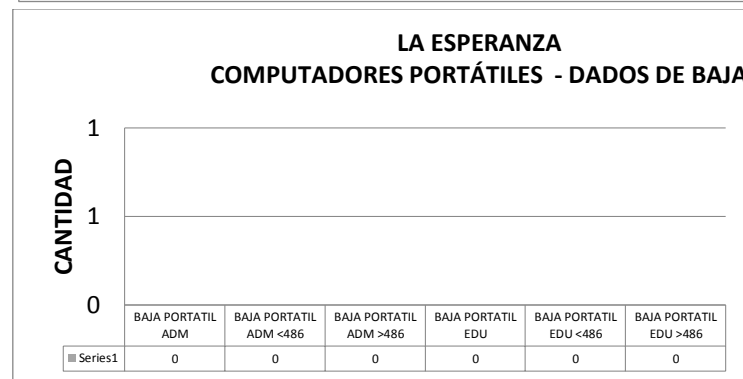 LA ESPERANZA
COMPUTADORES PORTÁTILES - DADOS DE BAJA
1
1
0
CANTIDAD
BAJA PORTATIL ADM
BAJA PORTATIL ADM <486
BAJA PORTATIL ADM >486
BAJA PORTATIL EDU
BAJA PORTATIL EDU <486
BAJA PORTATIL EDU >486
Series1 0 0 0 0 0 0